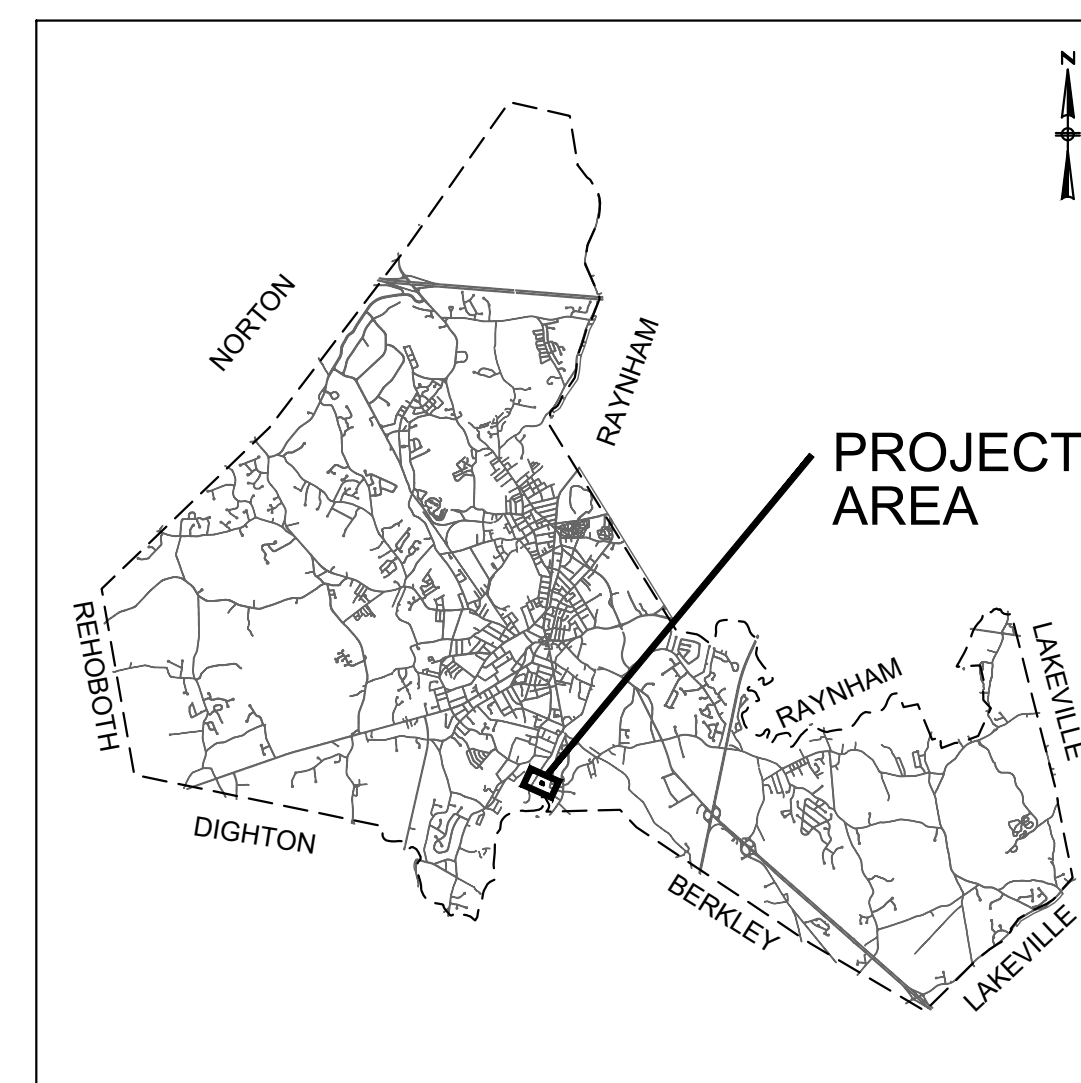 N
NORTON
RAYNHAM
PROJECT
AREA
REHOBOTH
RAYNHAM
LAKEVILLE
DIGHTON
BERKLEY
LAKEVILLE